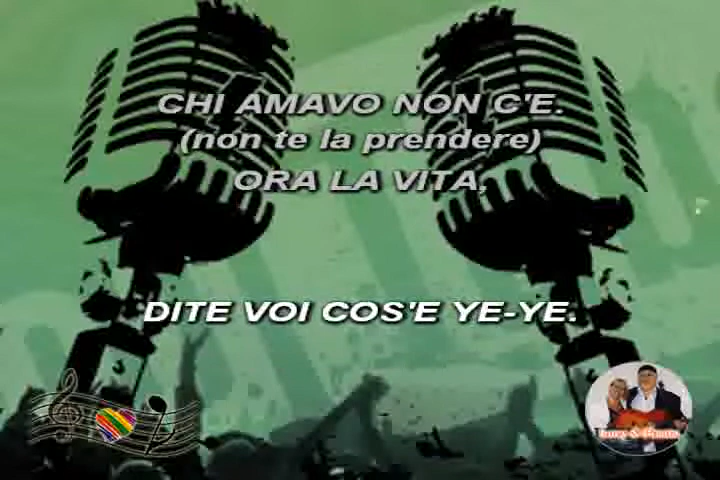 CHI AMAVO NON C'E.
(non te la prendere)
ORA LA VITA,
DITE VOI COS'E YE-YE.